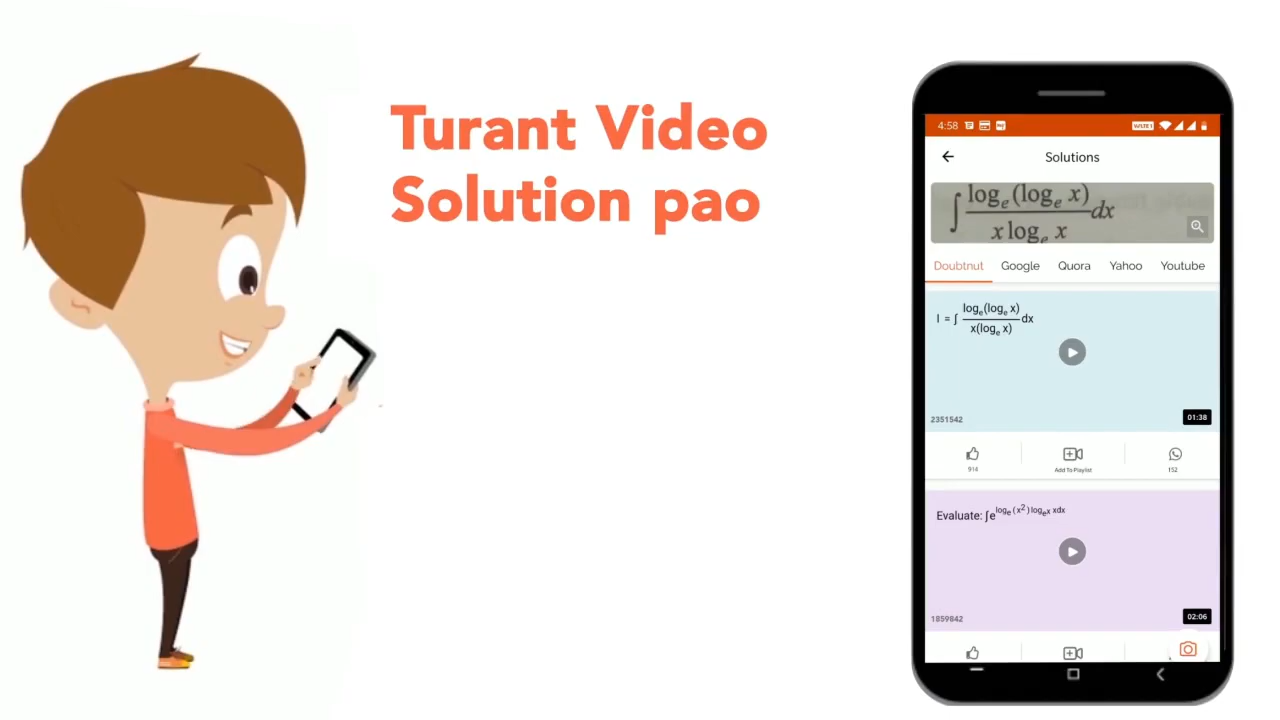 Turant Video
Solution pao
4:58
Solutions
∫ logₑ(logₑ x) / x logₑ x dx
Doubtnut Google Quora Yahoo Youtube
I = ∫ logₑ(logₑ x) / x(logₑ x) dx
2351542 01:38
914 Add To Playlist 152
Evaluate: ∫e^logₑ(x²)logₑx xdx
1859842 02:06